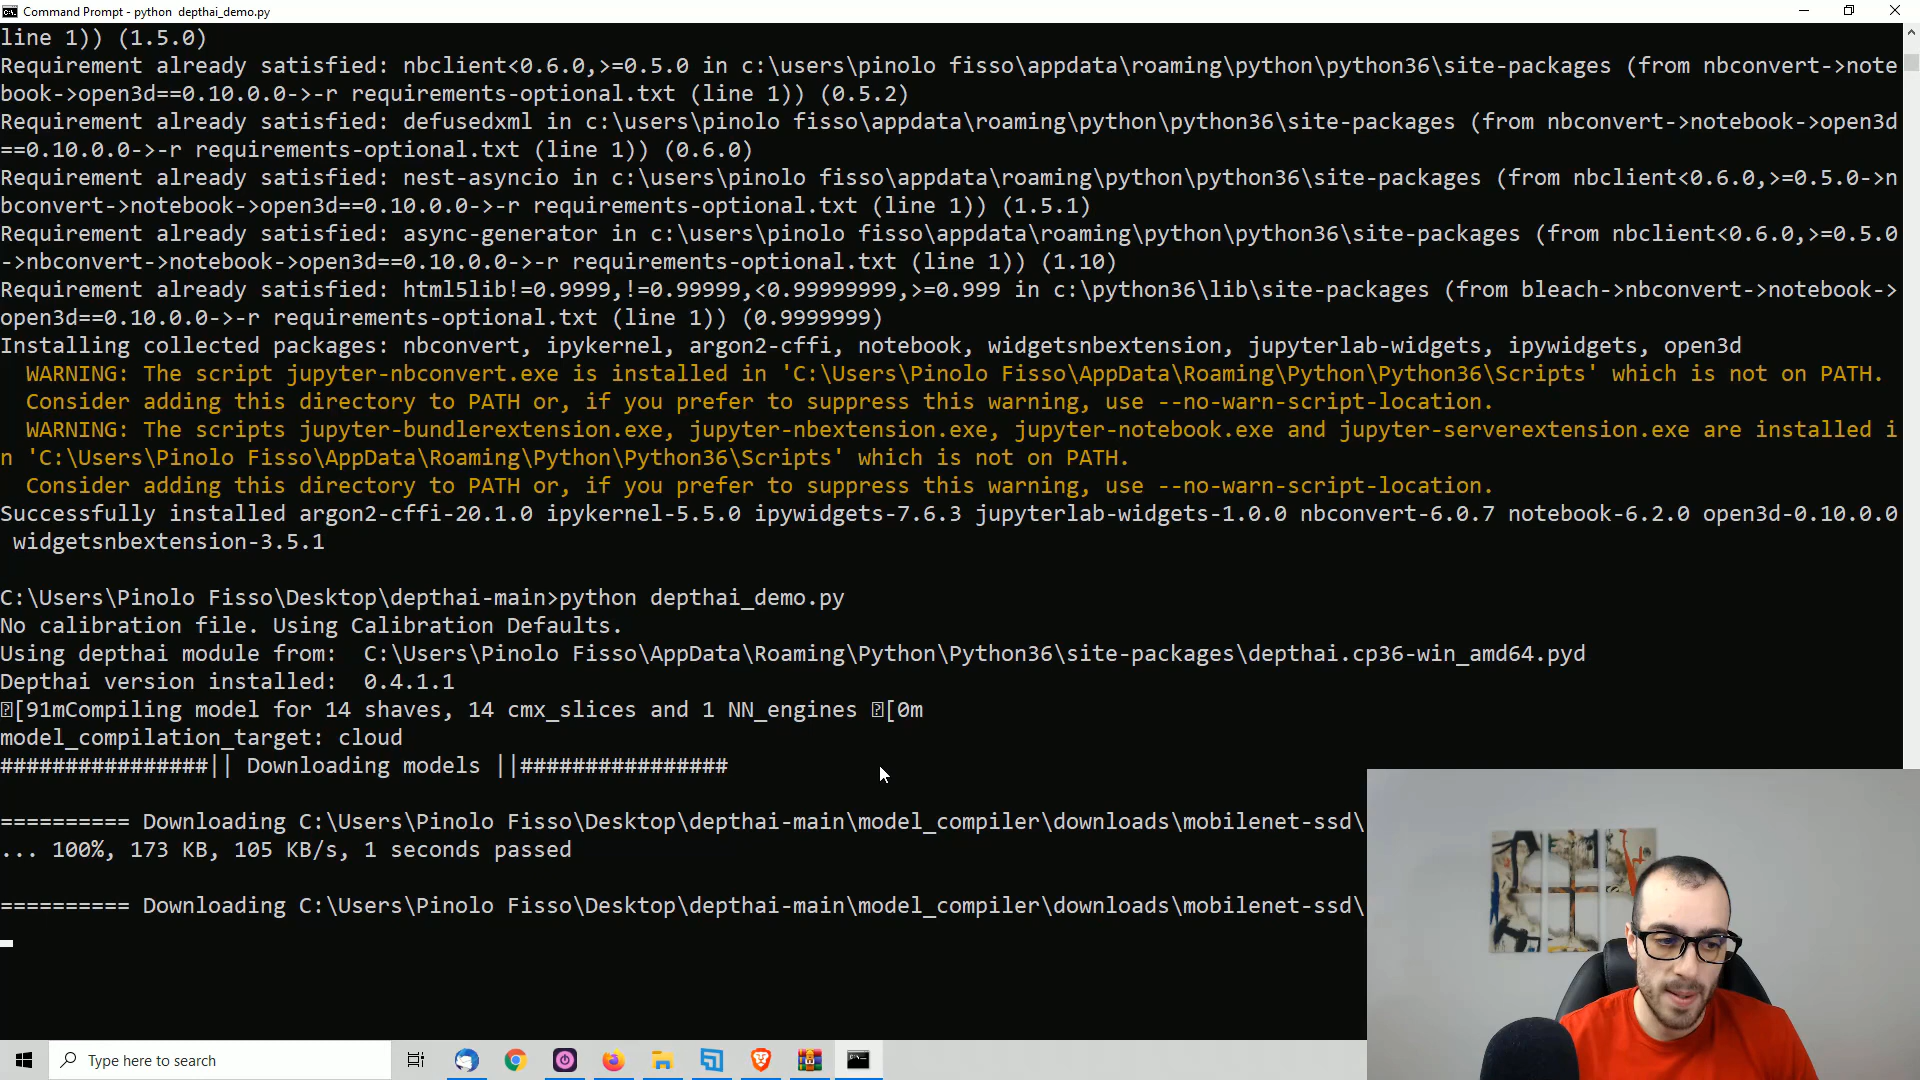 Command Prompt - python  depthai_demo.py
line 1)) (1.5.0)
Requirement already satisfied: nbclient<0.6.0,>=0.5.0 in c:\users\pinolo fisso\appdata\roaming\python\python36\site-packages (from nbconvert->note
book->open3d==0.10.0.0->-r requirements-optional.txt (line 1)) (0.5.2)
Requirement already satisfied: defusedxml in c:\users\pinolo fisso\appdata\roaming\python\python36\site-packages (from nbconvert->notebook->open3d
==0.10.0.0->-r requirements-optional.txt (line 1)) (0.6.0)
Requirement already satisfied: nest-asyncio in c:\users\pinolo fisso\appdata\roaming\python\python36\site-packages (from nbclient<0.6.0,>=0.5.0->n
bconvert->notebook->open3d==0.10.0.0->-r requirements-optional.txt (line 1)) (1.5.1)
Requirement already satisfied: async-generator in c:\users\pinolo fisso\appdata\roaming\python\python36\site-packages (from nbclient<0.6.0,>=0.5.0
->nbconvert->notebook->open3d==0.10.0.0->-r requirements-optional.txt (line 1)) (1.10)
Requirement already satisfied: html5lib!=0.9999,!=0.99999,<0.99999999,>=0.999 in c:\python36\lib\site-packages (from bleach->nbconvert->notebook->
open3d==0.10.0.0->-r requirements-optional.txt (line 1)) (0.9999999)
Installing collected packages: nbconvert, ipykernel, argon2-cffi, notebook, widgetsnbextension, jupyterlab-widgets, ipywidgets, open3d
WARNING: The script jupyter-nbconvert.exe is installed in 'C:\Users\Pinolo Fisso\AppData\Roaming\Python\Python36\Scripts' which is not on PATH.
Consider adding this directory to PATH or, if you prefer to suppress this warning, use --no-warn-script-location.
WARNING: The scripts jupyter-bundlerextension.exe, jupyter-nbextension.exe, jupyter-notebook.exe and jupyter-serverextension.exe are installed i
n 'C:\Users\Pinolo Fisso\AppData\Roaming\Python\Python36\Scripts' which is not on PATH.
Consider adding this directory to PATH or, if you prefer to suppress this warning, use --no-warn-script-location.
Successfully installed argon2-cffi-20.1.0 ipykernel-5.5.0 ipywidgets-7.6.3 jupyterlab-widgets-1.0.0 nbconvert-6.0.7 notebook-6.2.0 open3d-0.10.0.0
widgetsnbextension-3.5.1
C:\Users\Pinolo Fisso\Desktop\depthai-main>python depthai_demo.py
No calibration file. Using Calibration Defaults.
Using depthai module from:  C:\Users\Pinolo Fisso\AppData\Roaming\Python\Python36\site-packages\depthai.cp36-win_amd64.pyd
Depthai version installed:  0.4.1.1
[91mCompiling model for 14 shaves, 14 cmx_slices and 1 NN_engines [0m
model_compilation_target: cloud
################|| Downloading models ||################
========== Downloading C:\Users\Pinolo Fisso\Desktop\depthai-main\model_compiler\downloads\mobilenet-ssd\
... 100%, 173 KB, 105 KB/s, 1 seconds passed
========== Downloading C:\Users\Pinolo Fisso\Desktop\depthai-main\model_compiler\downloads\mobilenet-ssd\
Type here to search